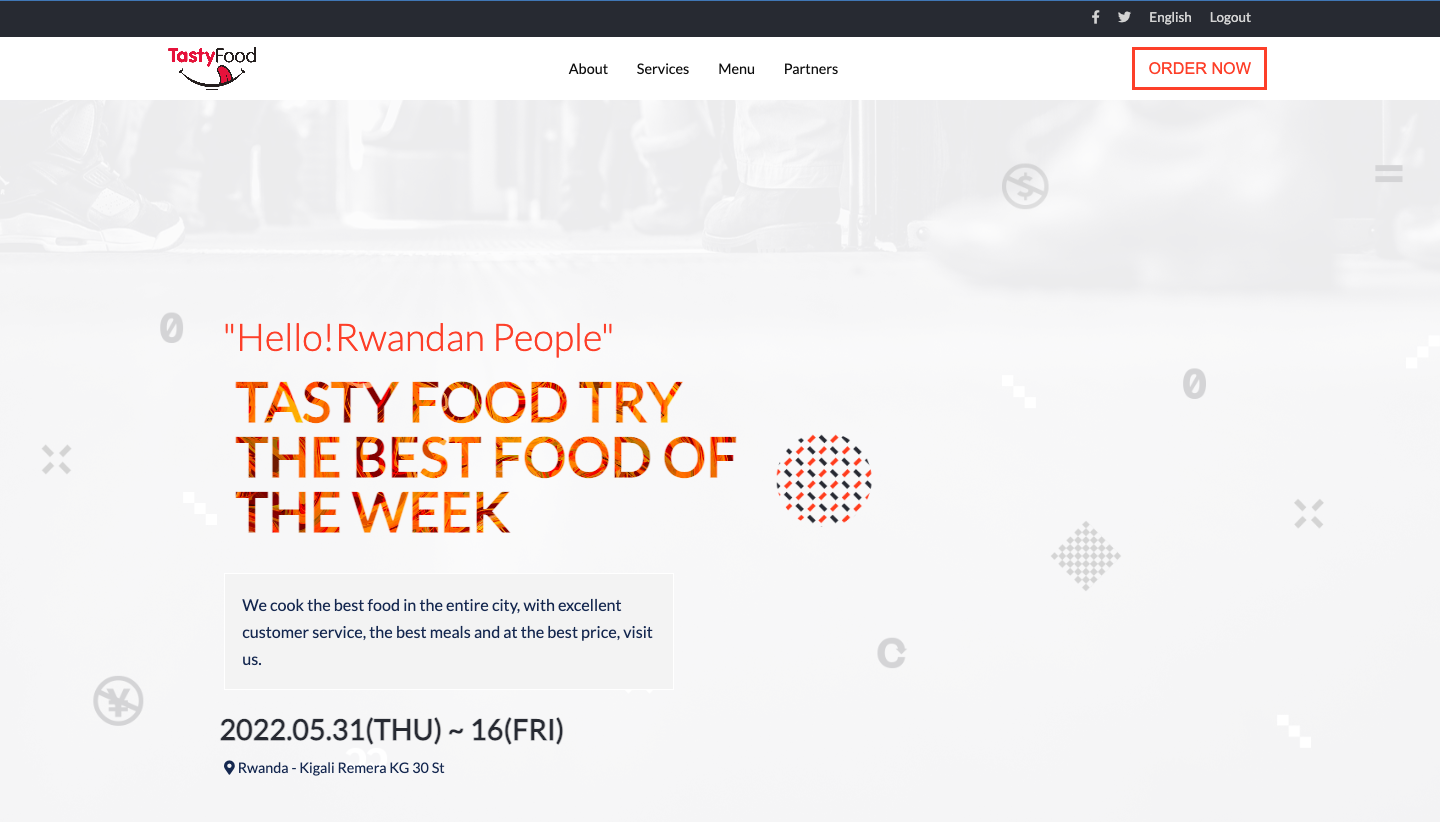 English Logout
TastyFood
About Services Menu Partners
ORDER NOW
"Hello!Rwandan People"
TASTY FOOD TRY
THE BEST FOOD OF
THE WEEK
We cook the best food in the entire city, with excellent
customer service, the best meals and at the best price, visit
us.
2022.05.31(THU) ~ 16(FRI)
Rwanda - Kigali Remera KG 30 St